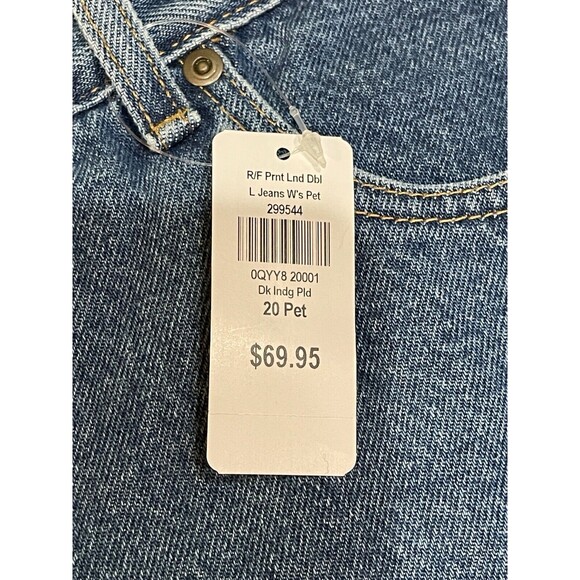 R/F Prnt Lnd Dbl
L Jeans W's Pet
299544
0QYY8 20001
Dk Indg Pld
20 Pet
$69.95